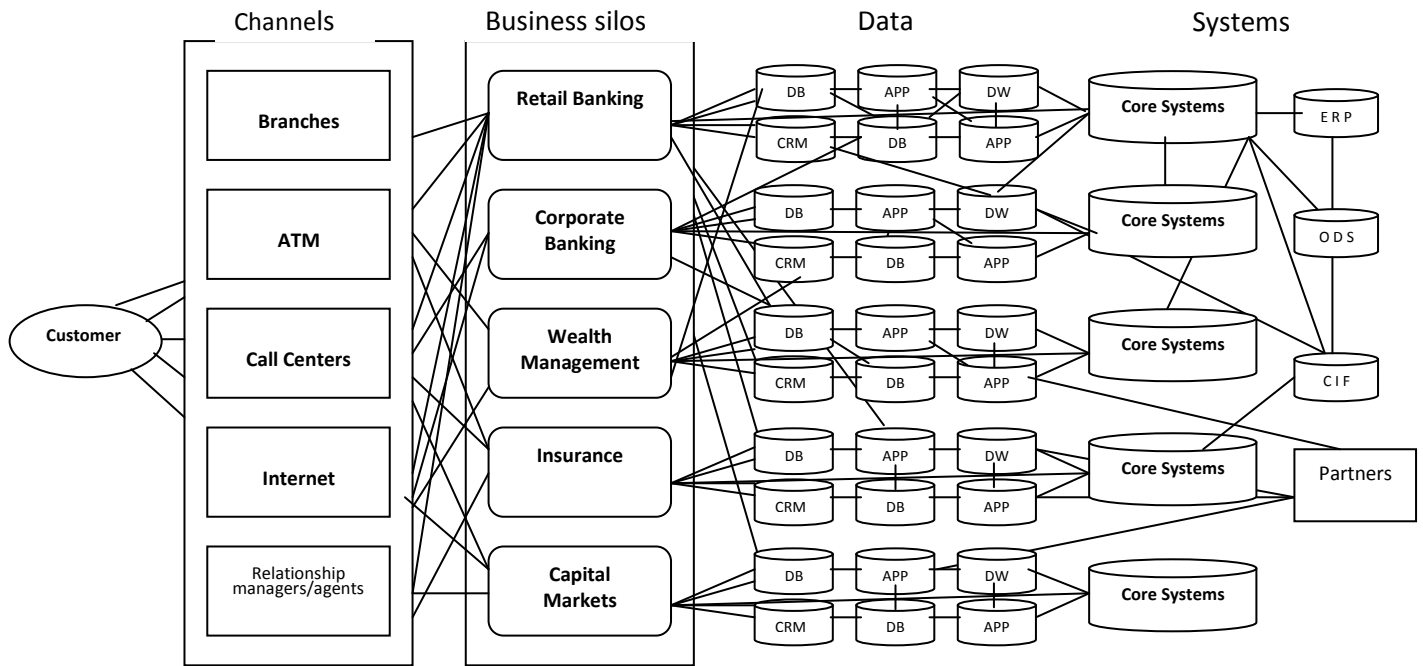 Channels
Business silos
Data
Systems
Customer
Branches
ATM
Call Centers
Internet
Relationship
managers/agents
Retail Banking
Corporate
Banking
Wealth
Management
Insurance
Capital
Markets
DB
APP
DW
CRM
DB
APP
DB
APP
DW
CRM
DB
APP
DB
APP
DW
CRM
DB
APP
DB
APP
DW
CRM
DB
APP
DB
APP
DW
CRM
DB
APP
Core Systems
Core Systems
Core Systems
Core Systems
Core Systems
E R P
O D S
C I F
Partners